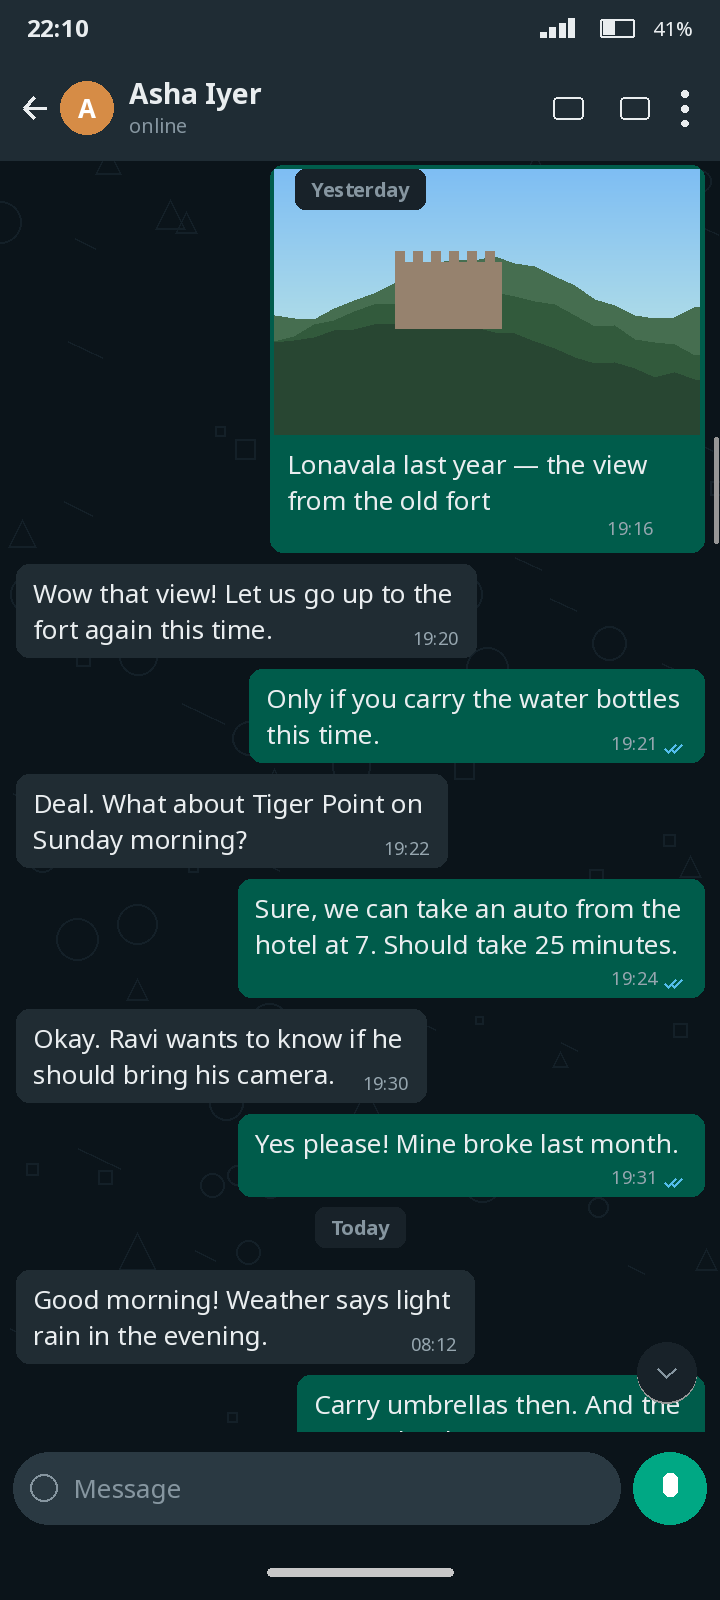 22:10
41%
A
Asha Iyer
online
Yesterday
Lonavala last year — the view
from the old fort
19:16
Wow that view! Let us go up to the
fort again this time.
19:20
Only if you carry the water bottles
this time.
19:21
Deal. What about Tiger Point on
Sunday morning?
19:22
Sure, we can take an auto from the
hotel at 7. Should take 25 minutes.
19:24
Okay. Ravi wants to know if he
should bring his camera.
19:30
Yes please! Mine broke last month.
19:31
Today
Good morning! Weather says light
rain in the evening.
08:12
Carry umbrellas then. And the
Message